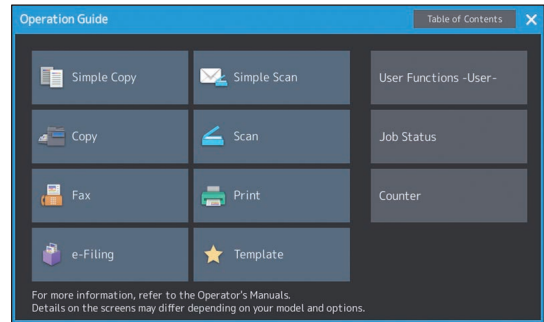 Operation Guide
Table of Contents
Simple Copy
Simple Scan
User Functions -User-
Copy
Scan
Job Status
Fax
Print
Counter
e-Filing
Template
For more information, refer to the Operator's Manuals.
Details on the screens may differ depending on your model and options.